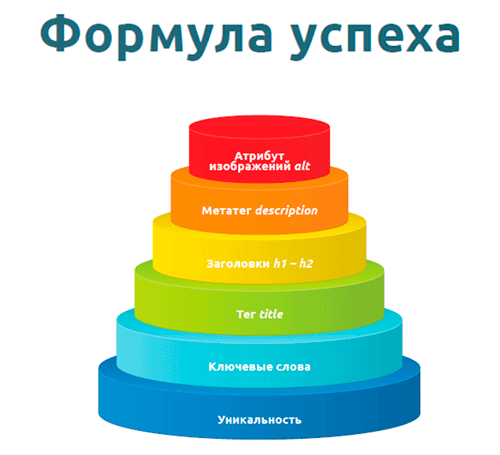 Формула успеха
Атрибут
изображений alt
Метатег description
Заголовки h1 – h2
Тег title
Ключевые слова
Уникальность